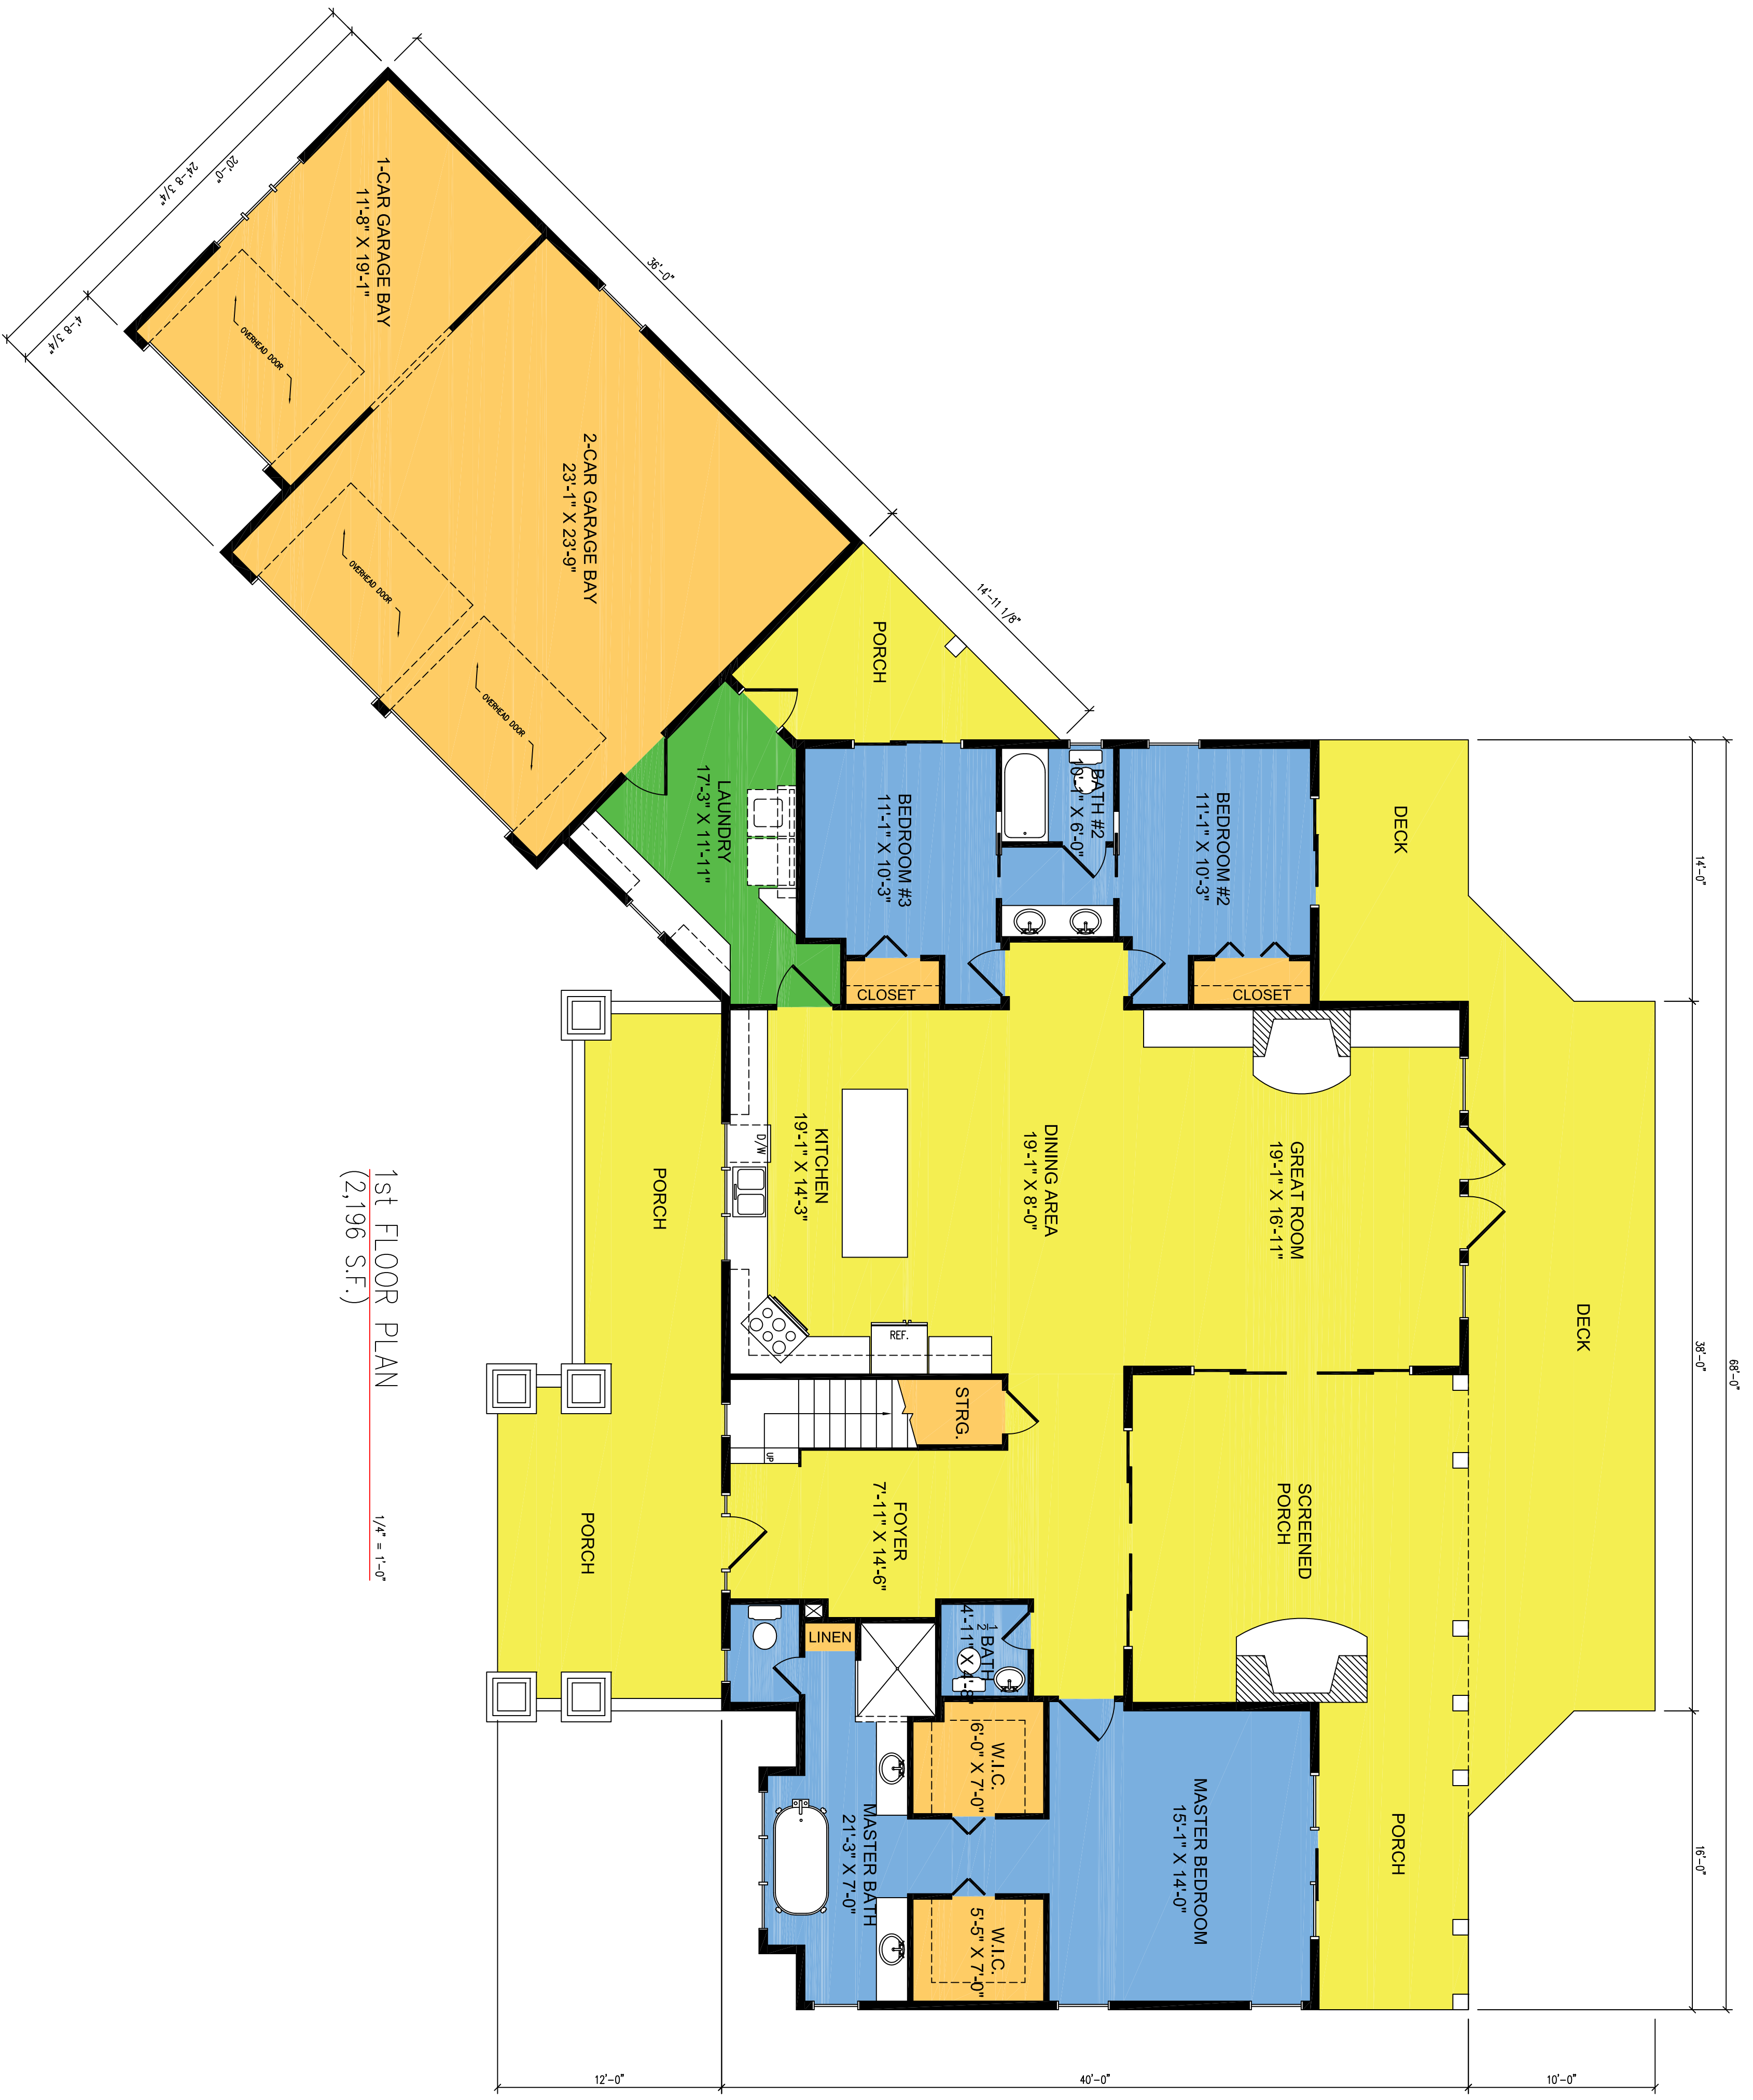 68'-0"
14'-0"
38'-0"
16'-0"
10'-0"
40'-0"
12'-0"
DECK
DECK
PORCH
GREAT ROOM
19'-1" X 16'-11"
SCREENED
PORCH
BEDROOM #2
11'-1" X 10'-3"
CLOSET
MASTER BEDROOM
15'-1" X 14'-0"
BATH #2
10'-1" X 6'-0"
DINING AREA
19'-1" X 8'-0"
W.I.C.
6'-0" X 7'-0"
W.I.C.
5'-5" X 7'-0"
1/2 BATH
4'-11" X 4'-8"
STRG.
BEDROOM #3
11'-1" X 10'-3"
CLOSET
REF.
FOYER
7'-11" X 14'-6"
MASTER BATH
21'-3" X 7'-0"
LINEN
KITCHEN
19'-1" X 14'-3"
D/W
UP
PORCH
LAUNDRY
17'-3" X 11'-11"
PORCH
PORCH
14'-11 1/8"
36'-0"
2-CAR GARAGE BAY
23'-1" X 23'-9"
OVERHEAD DOOR
OVERHEAD DOOR
1-CAR GARAGE BAY
11'-8" X 19'-1"
OVERHEAD DOOR
20'-0"
24'-8 3/4"
4'-8 3/4"
1st FLOOR PLAN
1/4" = 1'-0"
(2,196 S.F.)